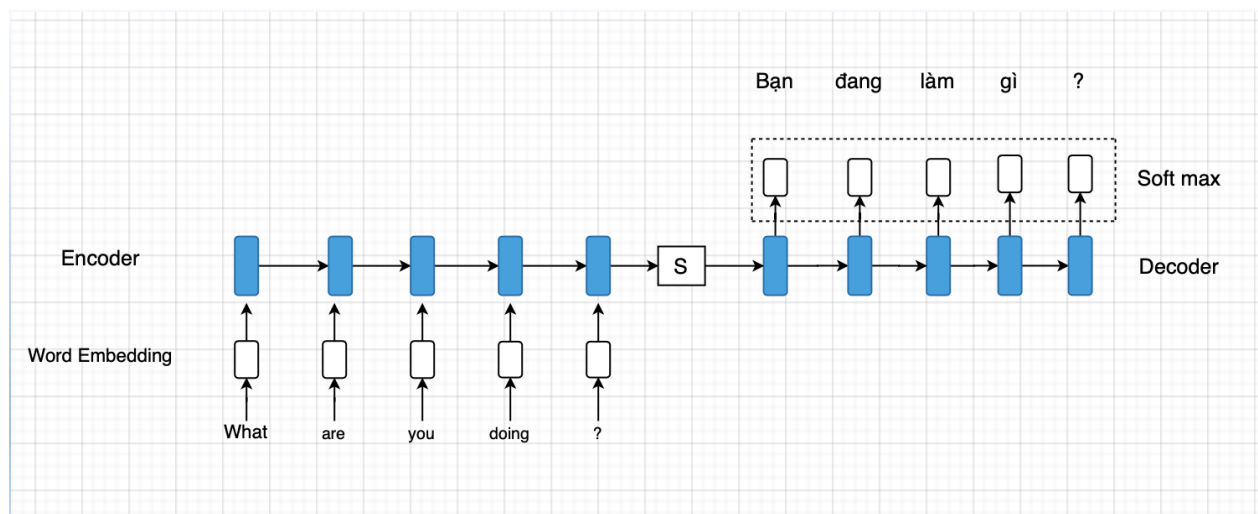 Bạn đang làm gì ?
Soft max
Encoder
S
Decoder
Word Embedding
What are you doing ?